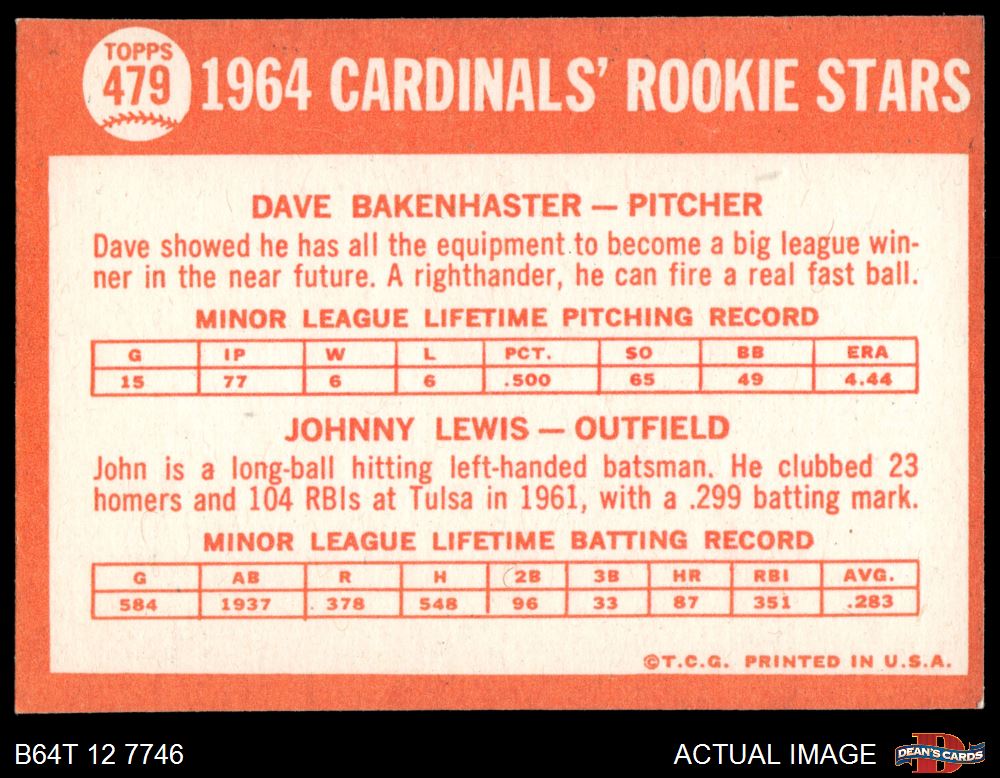 TOPPS
479
1964 CARDINALS' ROOKIE STARS
DAVE BAKENHASTER — PITCHER
Dave showed he has all the equipment to become a big league win-
ner in the near future. A righthander, he can fire a real fast ball.
MINOR LEAGUE LIFETIME PITCHING RECORD
G IP W L PCT. SO BB ERA
15 77 6 6 .500 65 49 4.44
JOHNNY LEWIS — OUTFIELD
John is a long-ball hitting left-handed batsman. He clubbed 23
homers and 104 RBIs at Tulsa in 1961, with a .299 batting mark.
MINOR LEAGUE LIFETIME BATTING RECORD
G AB R H 2B 3B HR RBI AVG.
584 1937 378 548 96 33 87 351 .283
©T.C.G. PRINTED IN U.S.A.
B64T 12 7746
ACTUAL IMAGE
D
DEAN'S CARDS